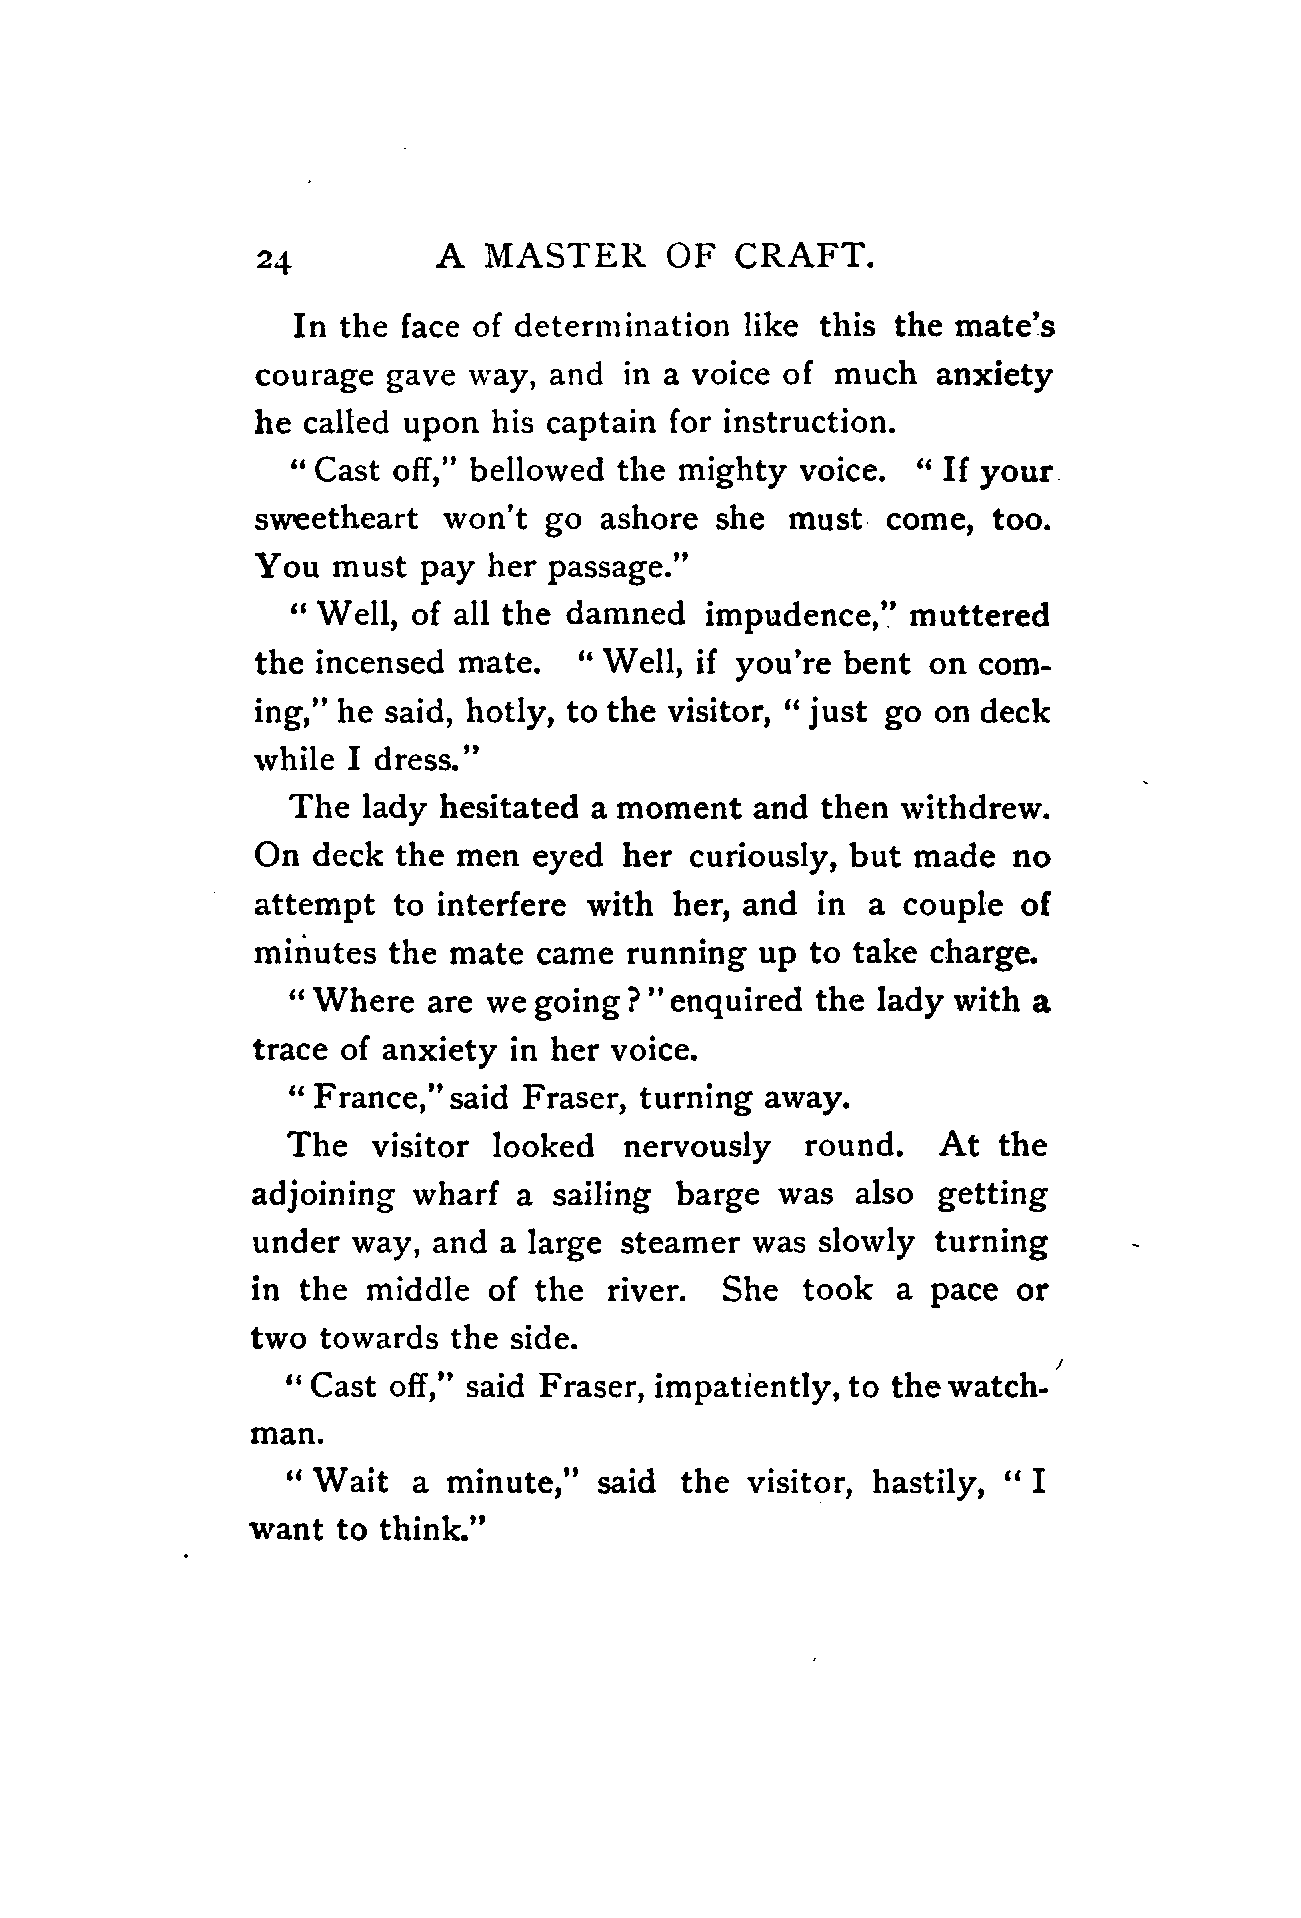 24 A MASTER OF CRAFT.
In the face of determination like this the mate's
courage gave way, and in a voice of much anxiety
he called upon his captain for instruction.
“ Cast off,” bellowed the mighty voice. “ If your
sweetheart won't go ashore she must come, too.
You must pay her passage.”
“ Well, of all the damned impudence,” muttered
the incensed mate. “ Well, if you're bent on com-
ing,” he said, hotly, to the visitor, “ just go on deck
while I dress.”
The lady hesitated a moment and then withdrew.
On deck the men eyed her curiously, but made no
attempt to interfere with her, and in a couple of
minutes the mate came running up to take charge.
“ Where are we going ? ” enquired the lady with a
trace of anxiety in her voice.
“ France,” said Fraser, turning away.
The visitor looked nervously round. At the
adjoining wharf a sailing barge was also getting
under way, and a large steamer was slowly turning
in the middle of the river. She took a pace or
two towards the side.
“ Cast off,” said Fraser, impatiently, to the watch-
man.
“ Wait a minute,” said the visitor, hastily, “ I
want to think.”